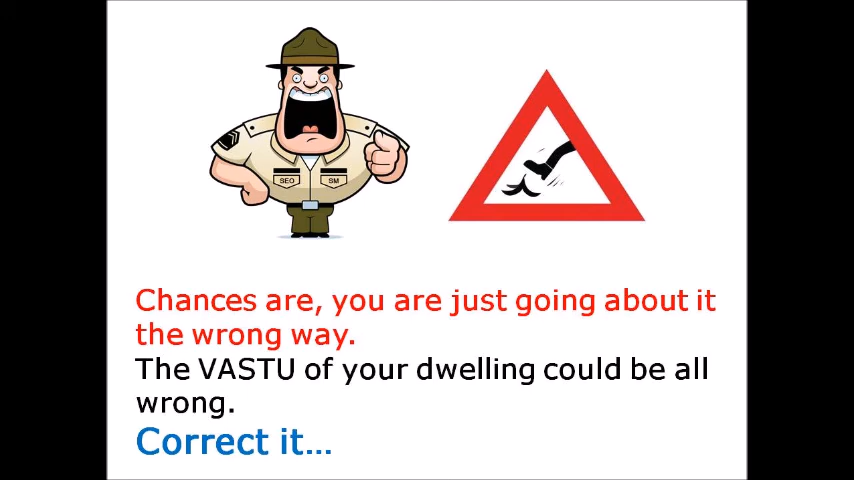 SEO SM
Chances are, you are just going about it
the wrong way.
The VASTU of your dwelling could be all
wrong.
Correct it...